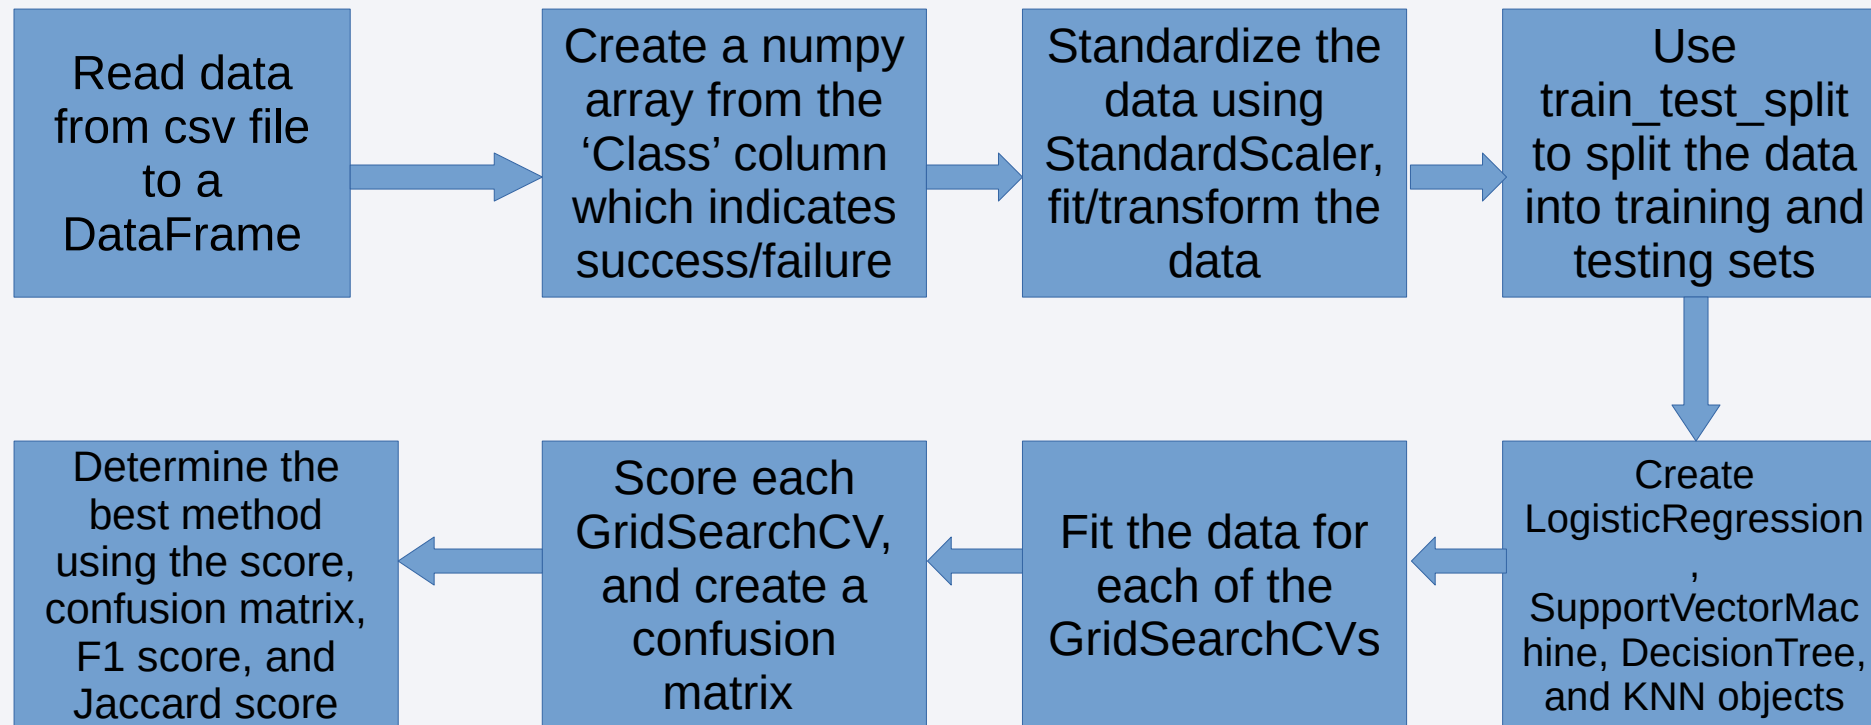 Read data
from csv file
to a
DataFrame
Create a numpy
array from the
‘Class’ column
which indicates
success/failure
Standardize the
data using
StandardScaler,
fit/transform the
data
Use
train_test_split
to split the data
into training and
testing sets
Create
LogisticRegression
,
SupportVectorMac
hine, DecisionTree,
and KNN objects
Fit the data for
each of the
GridSearchCVs
Score each
GridSearchCV,
and create a
confusion
matrix
Determine the
best method
using the score,
confusion matrix,
F1 score, and
Jaccard score